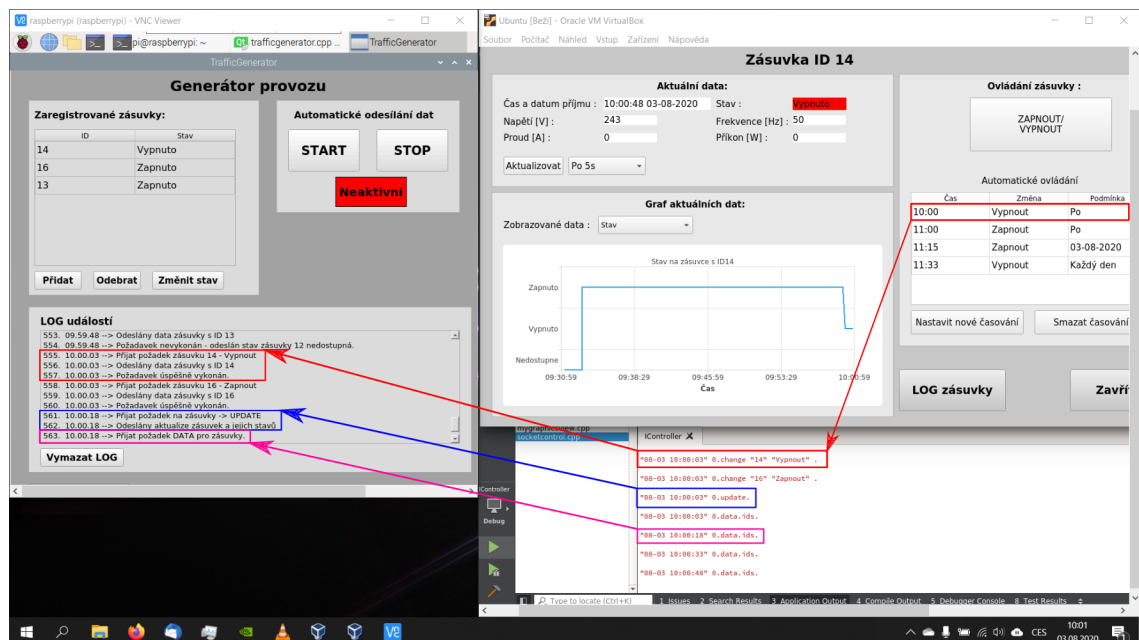 raspberrypi (raspberrypi) - VNC Viewer
pi@raspberrypi: ~
trafficgenerator.cpp ...
TrafficGenerator
TrafficGenerator
Generátor provozu
Zaregistrované zásuvky:
ID Stav
14 Vypnuto
16 Zapnuto
13 Zapnuto
Přidat Odebrat Změnit stav
Automatické odesílání dat
START STOP
Neaktivní
LOG událostí
553. 09.59.48 --> Odeslány data zásuvky s ID 13
554. 09.59.48 --> Požadavek nevykonán - odeslán stav zásuvky 12 nedostupná.
555. 10.00.03 --> Přijat požadek zásuvku 14 - Vypnout
556. 10.00.03 --> Odeslány data zásuvky s ID 14
557. 10.00.03 --> Požadavek úspěšně vykonán.
558. 10.00.03 --> Přijat požadek zásuvku 16 - Zapnout
559. 10.00.03 --> Odeslány data zásuvky s ID 16
560. 10.00.03 --> Požadavek úspěšně vykonán.
561. 10.00.18 --> Přijat požadek na zásuvky -> UPDATE
562. 10.00.18 --> Odeslány aktualize zásuvek a jejich stavů
563. 10.00.18 --> Přijat požadek DATA pro zásuvky.
Vymazat LOG
Ubuntu [Beží] - Oracle VM VirtualBox
Soubor Počítač Náhled Vstup Zařízení Nápověda
Zásuvka ID 14
Aktuální data:
Čas a datum příjmu : 10:00:48 03-08-2020 Stav : Vypnuto
Napětí [V] : 243 Frekvence [Hz] : 50
Proud [A] : 0 Příkon [W] : 0
Aktualizovat Po 5s
Graf aktuálních dat:
Zobrazované data : Stav
Stav na zásuvce s ID14
Zapnuto
Vypnuto
Nedostupne
09:30:59 09:38:29 09:45:59 09:53:29 10:00:59
Čas
Ovládání zásuvky :
ZAPNOUT/
VYPNOUT
Automatické ovládání
Čas Změna Podmínka
10:00 Vypnout Po
11:00 Zapnout Po
11:15 Zapnout 03-08-2020
11:33 Vypnout Každý den
Nastavit nové časování Smazat časování
LOG zásuvky Zavří
mygraphicsview.cpp
socketcontrol.cpp
IController
"08-03 10:00:03" 0.change "14" "Vypnout" .
"08-03 10:00:03" 0.change "16" "Zapnout" .
"08-03 10:00:03" 0.update.
"08-03 10:00:03" 0.data.ids.
"08-03 10:00:18" 0.data.ids.
"08-03 10:00:33" 0.data.ids.
"08-03 10:00:48" 0.data.ids.
IController
Debug
Type to locate (Ctrl+K) 1 Issues 2 Search Results 3 Application Output 4 Compile Output 5 Debugger Console 8 Test Results
CES
10:01
03.08.2020